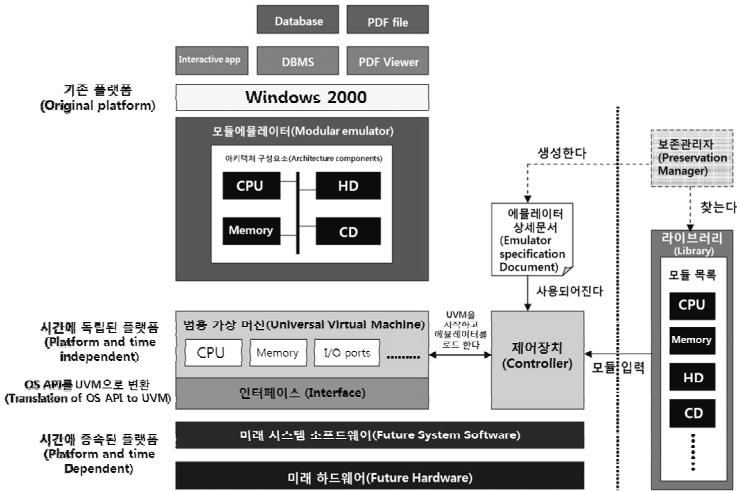 Database
PDF file
Interactive app
DBMS
PDF Viewer
기존 플랫폼
(Original platform)
Windows 2000
모듈에뮬레이터(Modular emulator)
아키텍처 구성요소(Architecture components)
CPU
HD
Memory
CD
생성한다
보존관리자
(Preservation
Manager)
찾는다
에뮬레이터
상세문서
(Emulator
specification
Document)
사용되어진다
라이브러리
(Library)
모듈 목록
CPU
Memory
HD
CD
시간에 독립된 플랫폼
(Platform and time
independent)
범용 가상 머신(Universal Virtual Machine)
CPU
Memory
I/O ports
.........
UVM을
시작하고
에뮬레이터를
로드 한다
제어장치
(Controller)
모듈 입력
OS API를 UVM으로 변환
(Translation of OS API to UVM)
인터페이스 (Interface)
시간에 종속된 플랫폼
(Platform and time
Dependent)
미래 시스템 소프트웨어(Future System Software)
미래 하드웨어(Future Hardware)